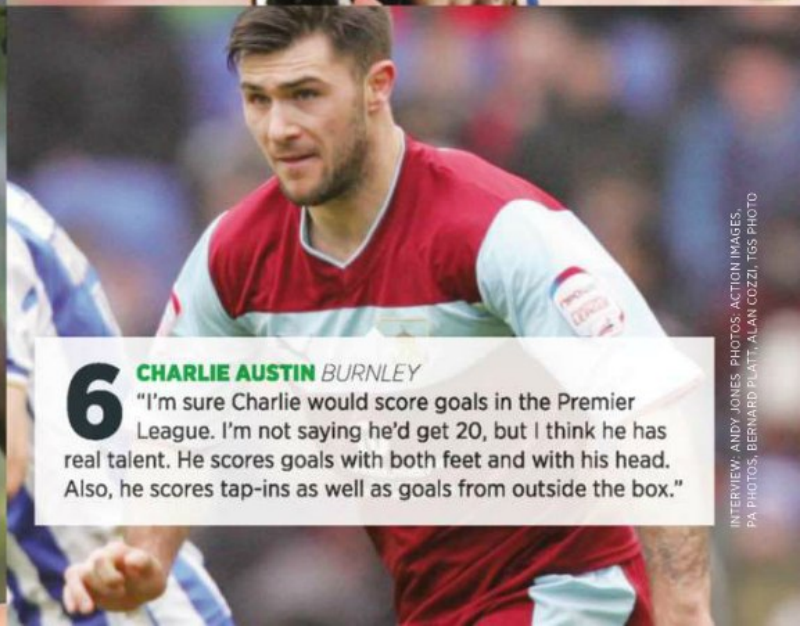 6
CHARLIE AUSTIN BURNLEY
“I’m sure Charlie would score goals in the Premier
League. I’m not saying he’d get 20, but I think he has
real talent. He scores goals with both feet and with his head.
Also, he scores tap-ins as well as goals from outside the box.”
INTERVIEW: ANDY JONES PHOTOS: ACTION IMAGES,
PA PHOTOS, BERNARD PLATT, ALAN COZZI, TGS PHOTO